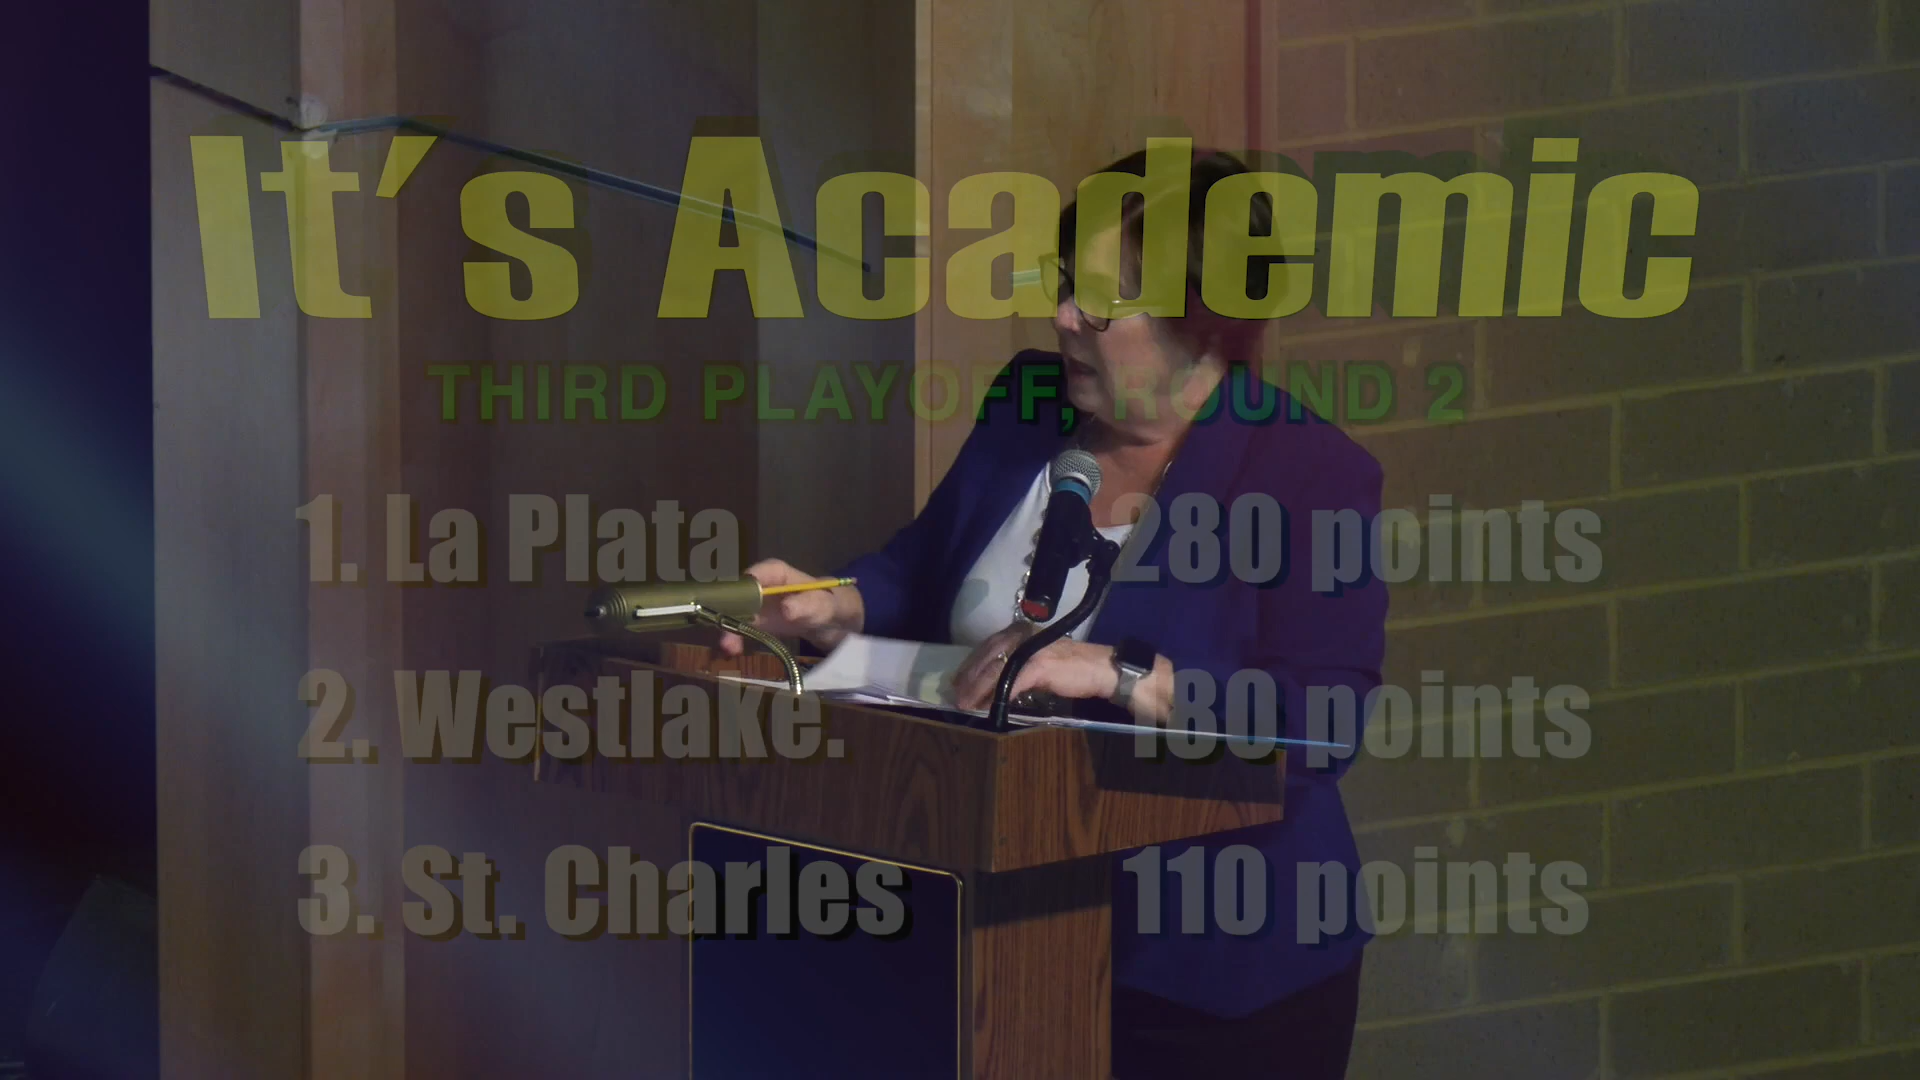 It's Academic
THIRD PLAYOFF, ROUND 2
1. La Plata 280 points
2. Westlake. 180 points
3. St. Charles 110 points